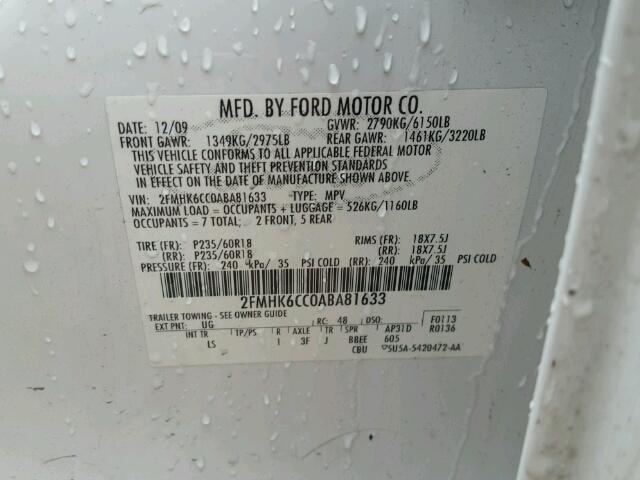 MFD. BY FORD MOTOR CO.
DATE: 12/09 GVWR: 2790KG/6150LB
FRONT GAWR: 1349KG/2975LB REAR GAWR: 1461KG/3220LB
THIS VEHICLE CONFORMS TO ALL APPLICABLE FEDERAL MOTOR
VEHICLE SAFETY AND THEFT PREVENTION STANDARDS
IN EFFECT ON THE DATE OF MANUFACTURE SHOWN ABOVE.
VIN: 2FMHK6CC0ABA81633 TYPE: MPV
MAXIMUM LOAD = OCCUPANTS + LUGGAGE = 526KG/1160LB
OCCUPANTS = 7 TOTAL; 2 FRONT, 5 REAR
TIRE (FR): P235/60R18 RIMS (FR): 18X7.5J
(RR): P235/60R18 (RR): 18X7.5J
PRESSURE (FR): 240 kPa/ 35 PSI COLD (RR): 240 kPa/ 35 PSI COLD
2FMHK6CC0ABA81633
TRAILER TOWING - SEE OWNER GUIDE
EXT PNT: UG RC: 48 DSO: F0113
INT TR TP/PS R AXLE TR SPR AP31D R0136
LS I 3F J BBEE 605
CBU 5U5A-5420472-AA